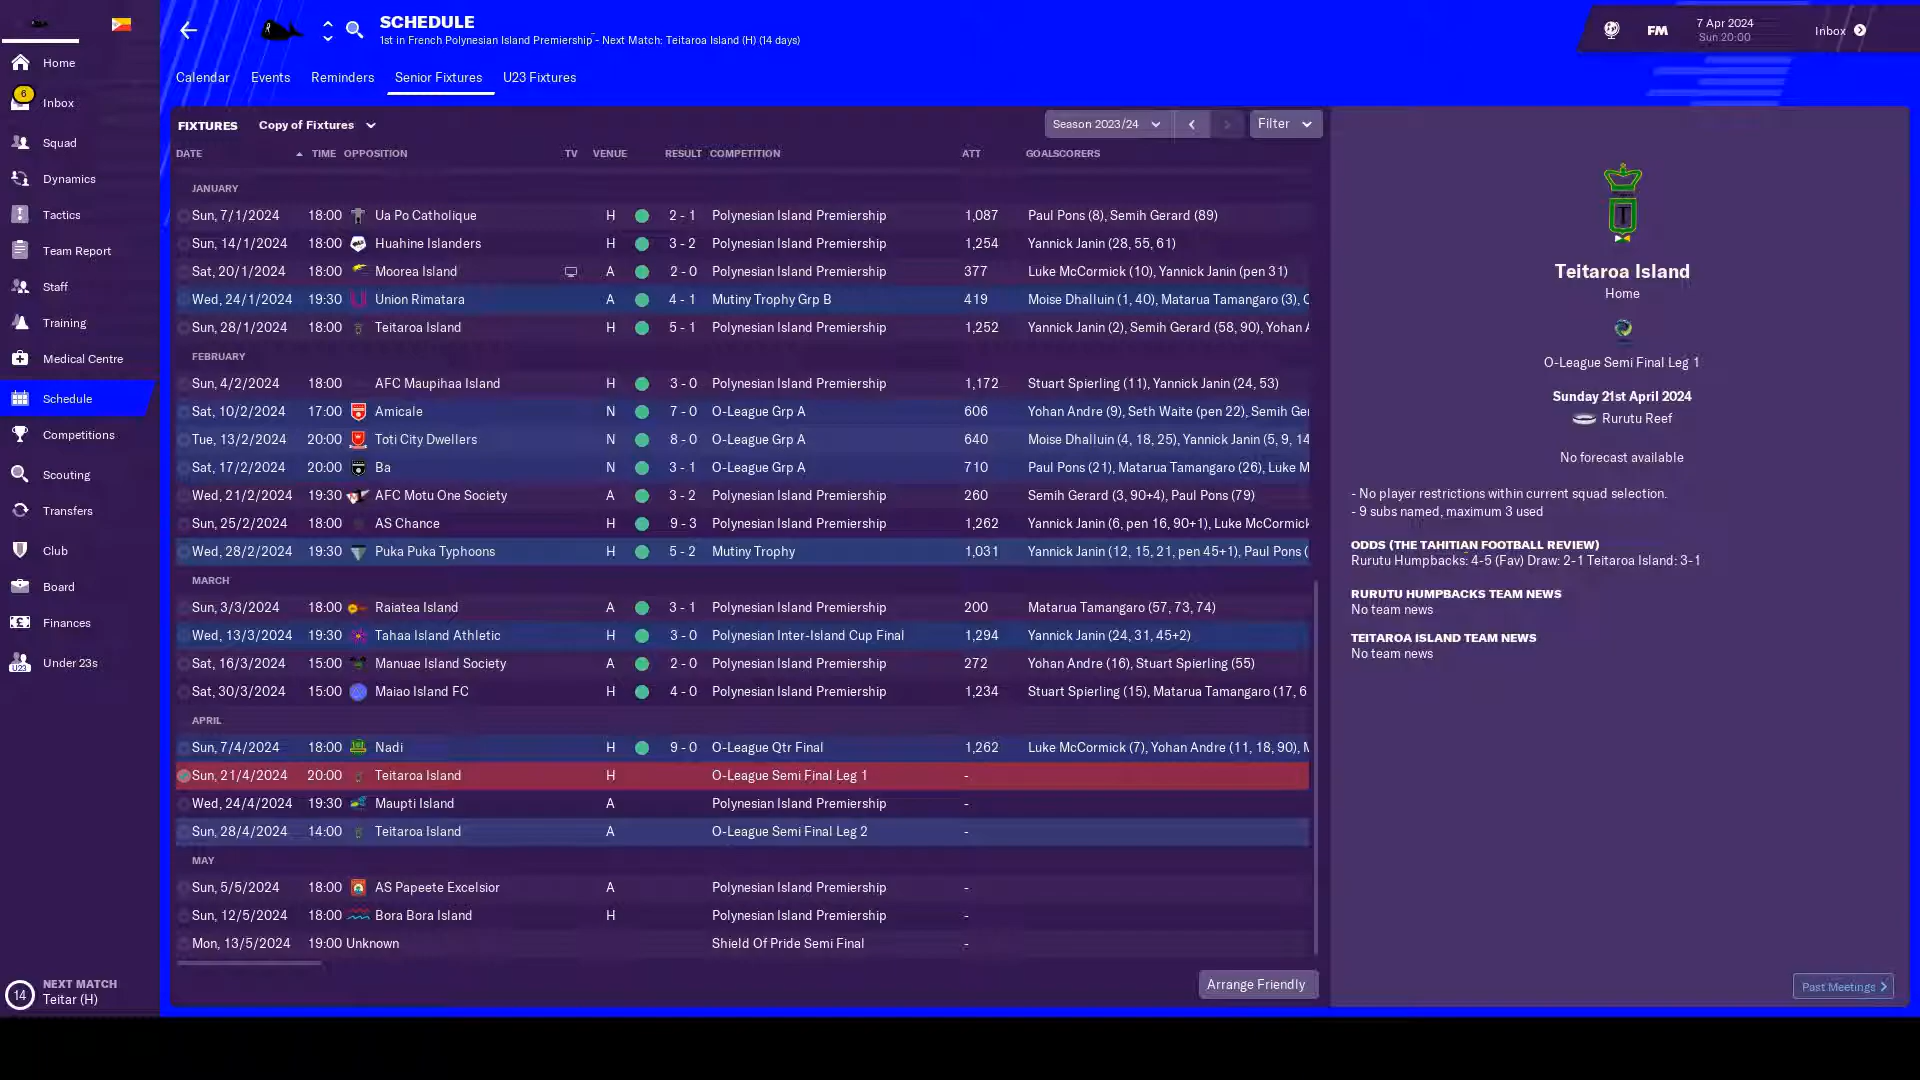 SCHEDULE
1st in French Polynesian Island Premiership - Next Match: Teitaroa Island (H) (14 days)
FM
7 Apr 2024
Sun 20:00
Inbox
Calendar Events Reminders Senior Fixtures U23 Fixtures
Home
6
Inbox
Squad
Dynamics
Tactics
Team Report
Staff
Training
Medical Centre
Schedule
Competitions
Scouting
Transfers
Club
Board
Finances
U23
Under 23s
14
NEXT MATCH
Teitar (H)
FIXTURES Copy of Fixtures Season 2023/24 Filter
DATE TIME OPPOSITION TV VENUE RESULT COMPETITION ATT GOALSCORERS
JANUARY
Sun, 7/1/2024 18:00 Ua Po Catholique H 2 - 1 Polynesian Island Premiership 1,087 Paul Pons (8), Semih Gerard (89)
Sun, 14/1/2024 18:00 Huahine Islanders H 3 - 2 Polynesian Island Premiership 1,254 Yannick Janin (28, 55, 61)
Sat, 20/1/2024 18:00 Moorea Island A 2 - 0 Polynesian Island Premiership 377 Luke McCormick (10), Yannick Janin (pen 31)
Wed, 24/1/2024 19:30 Union Rimatara A 4 - 1 Mutiny Trophy Grp B 419 Moise Dhalluin (1, 40), Matarua Tamangaro (3),
Sun, 28/1/2024 18:00 Teitaroa Island H 5 - 1 Polynesian Island Premiership 1,252 Yannick Janin (2), Semih Gerard (58, 90), Yohan
FEBRUARY
Sun, 4/2/2024 18:00 AFC Maupihaa Island H 3 - 0 Polynesian Island Premiership 1,172 Stuart Spierling (11), Yannick Janin (24, 53)
Sat, 10/2/2024 17:00 Amicale N 7 - 0 O-League Grp A 606 Yohan Andre (9), Seth Waite (pen 22), Semih Ge
Tue, 13/2/2024 20:00 Toti City Dwellers N 8 - 0 O-League Grp A 640 Moise Dhalluin (4, 18, 25), Yannick Janin (5, 9, 14
Sat, 17/2/2024 20:00 Ba N 3 - 1 O-League Grp A 710 Paul Pons (21), Matarua Tamangaro (26), Luke M
Wed, 21/2/2024 19:30 AFC Motu One Society A 3 - 2 Polynesian Island Premiership 260 Semih Gerard (3, 90+4), Paul Pons (79)
Sun, 25/2/2024 18:00 AS Chance H 9 - 3 Polynesian Island Premiership 1,262 Yannick Janin (6, pen 16, 90+1), Luke McCormick
Wed, 28/2/2024 19:30 Puka Puka Typhoons H 5 - 2 Mutiny Trophy 1,031 Yannick Janin (12, 15, 21, pen 45+1), Paul Pons (
MARCH
Sun, 3/3/2024 18:00 Raiatea Island A 3 - 1 Polynesian Island Premiership 200 Matarua Tamangaro (57, 73, 74)
Wed, 13/3/2024 19:30 Tahaa Island Athletic H 3 - 0 Polynesian Inter-Island Cup Final 1,294 Yannick Janin (24, 31, 45+2)
Sat, 16/3/2024 15:00 Manuae Island Society A 2 - 0 Polynesian Island Premiership 272 Yohan Andre (16), Stuart Spierling (55)
Sat, 30/3/2024 15:00 Maiao Island FC H 4 - 0 Polynesian Island Premiership 1,234 Stuart Spierling (15), Matarua Tamangaro (17, 6
APRIL
Sun, 7/4/2024 18:00 Nadi H 9 - 0 O-League Qtr Final 1,262 Luke McCormick (7), Yohan Andre (11, 18, 90),
Sun, 21/4/2024 20:00 Teitaroa Island H O-League Semi Final Leg 1 -
Wed, 24/4/2024 19:30 Maupti Island A Polynesian Island Premiership -
Sun, 28/4/2024 14:00 Teitaroa Island A O-League Semi Final Leg 2 -
MAY
Sun, 5/5/2024 18:00 AS Papeete Excelsior A Polynesian Island Premiership -
Sun, 12/5/2024 18:00 Bora Bora Island H Polynesian Island Premiership -
Mon, 13/5/2024 19:00 Unknown Shield Of Pride Semi Final -
Arrange Friendly
T
Teitaroa Island
Home
O-League Semi Final Leg 1
Sunday 21st April 2024
Rurutu Reef
No forecast available
- No player restrictions within current squad selection.
- 9 subs named, maximum 3 used
ODDS (THE TAHITIAN FOOTBALL REVIEW)
Rurutu Humpbacks: 4-5 (Fav) Draw: 2-1 Teitaroa Island: 3-1
RURUTU HUMPBACKS TEAM NEWS
No team news
TEITAROA ISLAND TEAM NEWS
No team news
Past Meetings